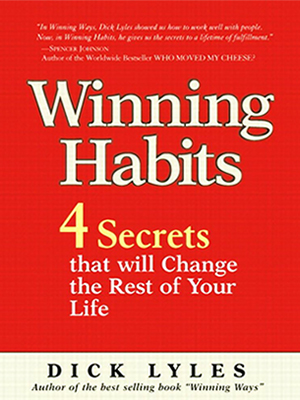 "In Winning Ways, Dick Lyles showed us how to work well with people.
Now, in Winning Habits, he gives us the secrets to a lifetime of fulfillment."
—SPENCER JOHNSON
Author of the Worldwide Bestseller WHO MOVED MY CHEESE?
Winning
Habits
4 Secrets
that will Change
the Rest of Your
Life
DICK LYLES
Author of the best selling book "Winning Ways"